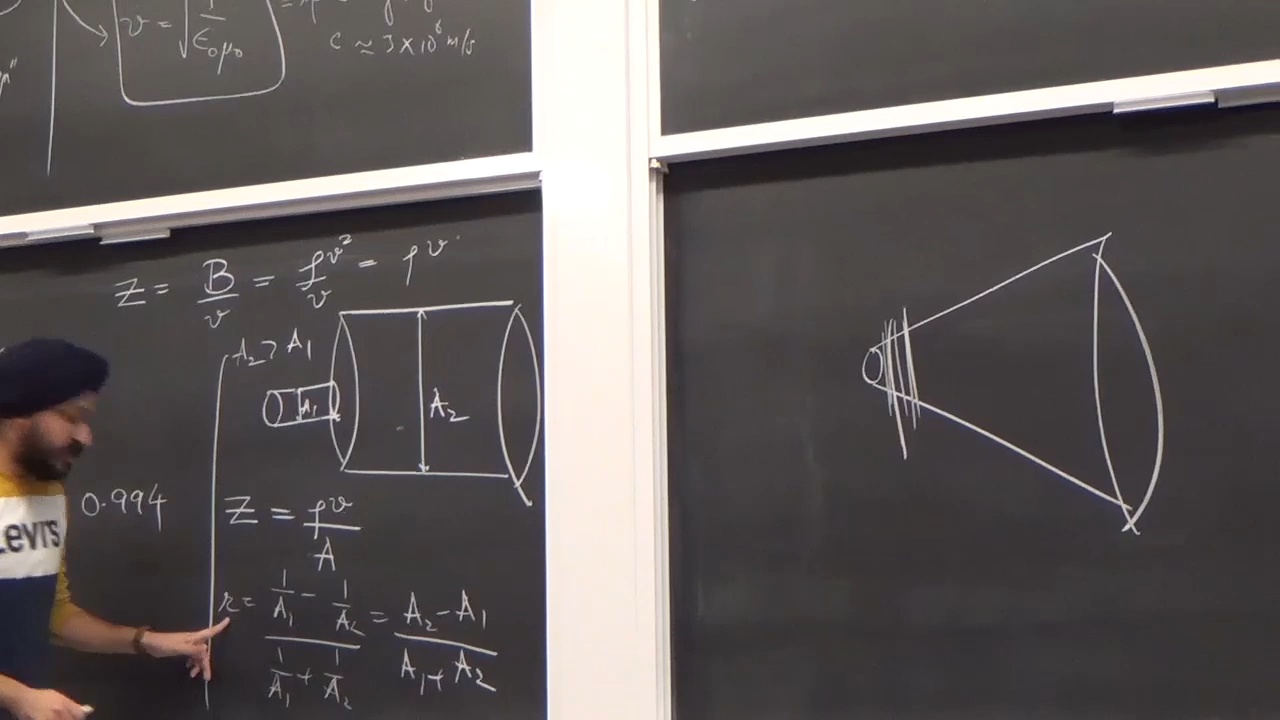 v = √(1/ε₀μ₀) =
c ≈ 3×10⁶ m/s
Z = B/v = ρv²/v = ρv
A₂ > A₁
A₁
A₂
0.994
Levi's
Z = ρv/A
r = (1/A₁ − 1/A₂)/(1/A₁ + 1/A₂) = (A₂ − A₁)/(A₁ + A₂)